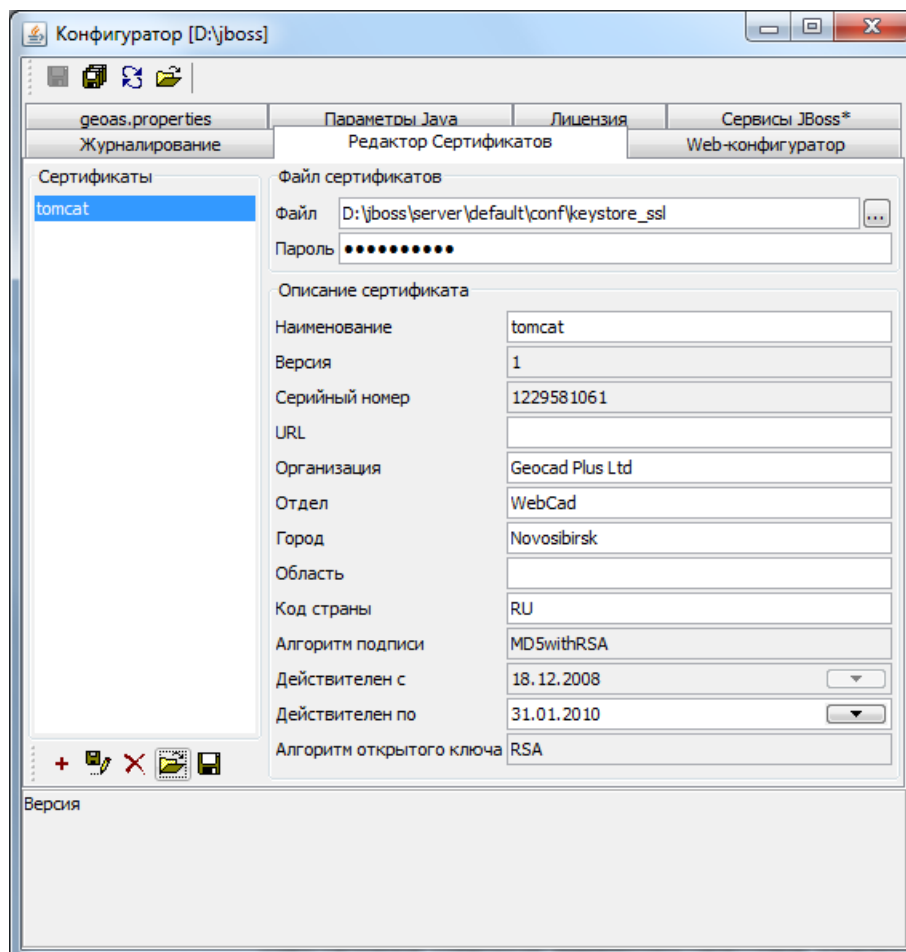 Конфигуратор [D:\jboss]
geoas.properties Параметры Java Лицензия Сервисы JBoss*
Журналирование Редактор Сертификатов Web-конфигуратор
Сертификаты
tomcat
Файл сертификатов
Файл D:\jboss\server\default\conf\keystore_ssl ...
Пароль ●●●●●●●●●●
Описание сертификата
Наименование tomcat
Версия 1
Серийный номер 1229581061
URL
Организация Geocad Plus Ltd
Отдел WebCad
Город Novosibirsk
Область
Код страны RU
Алгоритм подписи MD5withRSA
Действителен с 18.12.2008
Действителен по 31.01.2010
Алгоритм открытого ключа RSA
Версия